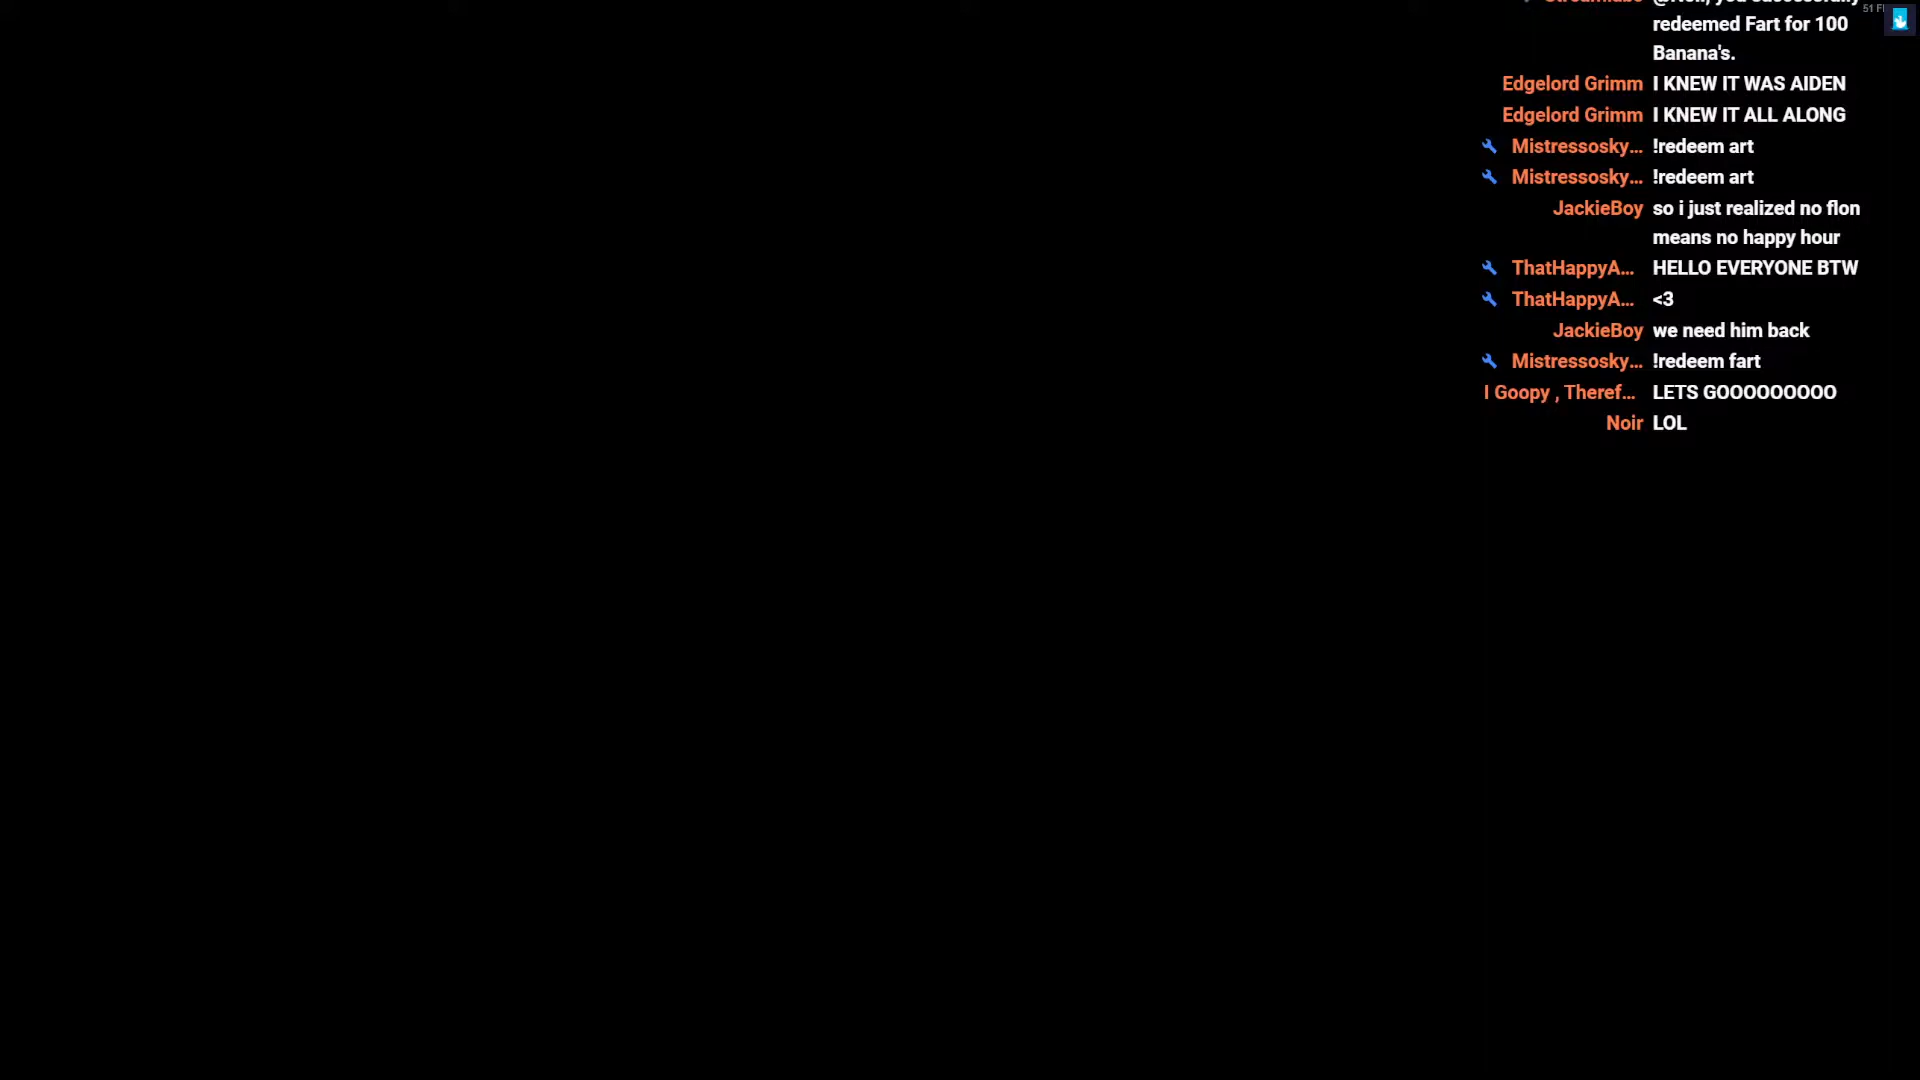 redeemed Fart for 100
Banana's.
Edgelord Grimm I KNEW IT WAS AIDEN
Edgelord Grimm I KNEW IT ALL ALONG
Mistressosky... !redeem art
Mistressosky... !redeem art
JackieBoy so i just realized no flon
means no happy hour
ThatHappyA... HELLO EVERYONE BTW
ThatHappyA... <3
JackieBoy we need him back
Mistressosky... !redeem fart
I Goopy , Theref... LETS GOOOOOOOOO
Noir LOL